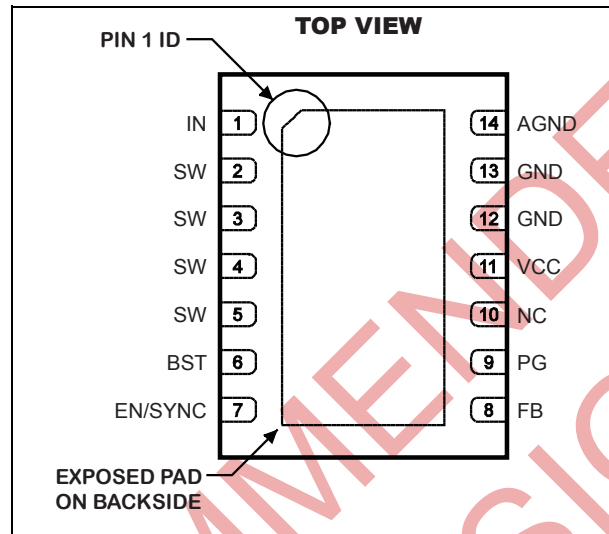 TOP VIEW
PIN 1 ID
IN 1 14 AGND
SW 2 13 GND
SW 3 12 GND
SW 4 11 VCC
SW 5 10 NC
BST 6 9 PG
EN/SYNC 7 8 FB
EXPOSED PAD
ON BACKSIDE